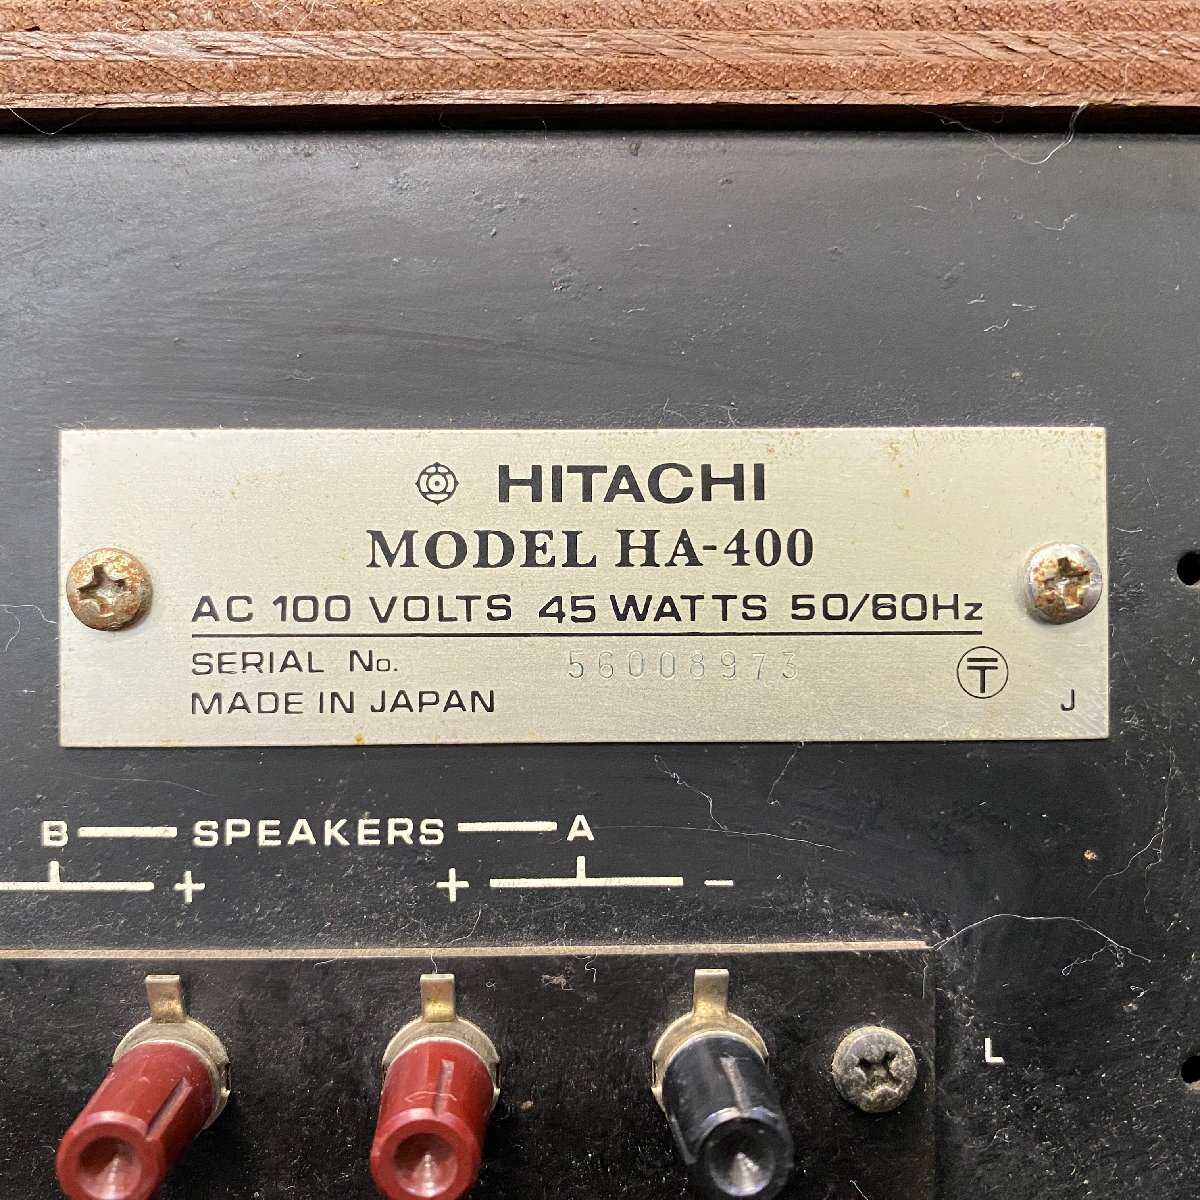 HITACHI
MODEL HA-400
AC 100 VOLTS 45 WATTS 50/60Hz
SERIAL No. 56008973
〒
MADE IN JAPAN
J
B SPEAKERS A
+ + -
L